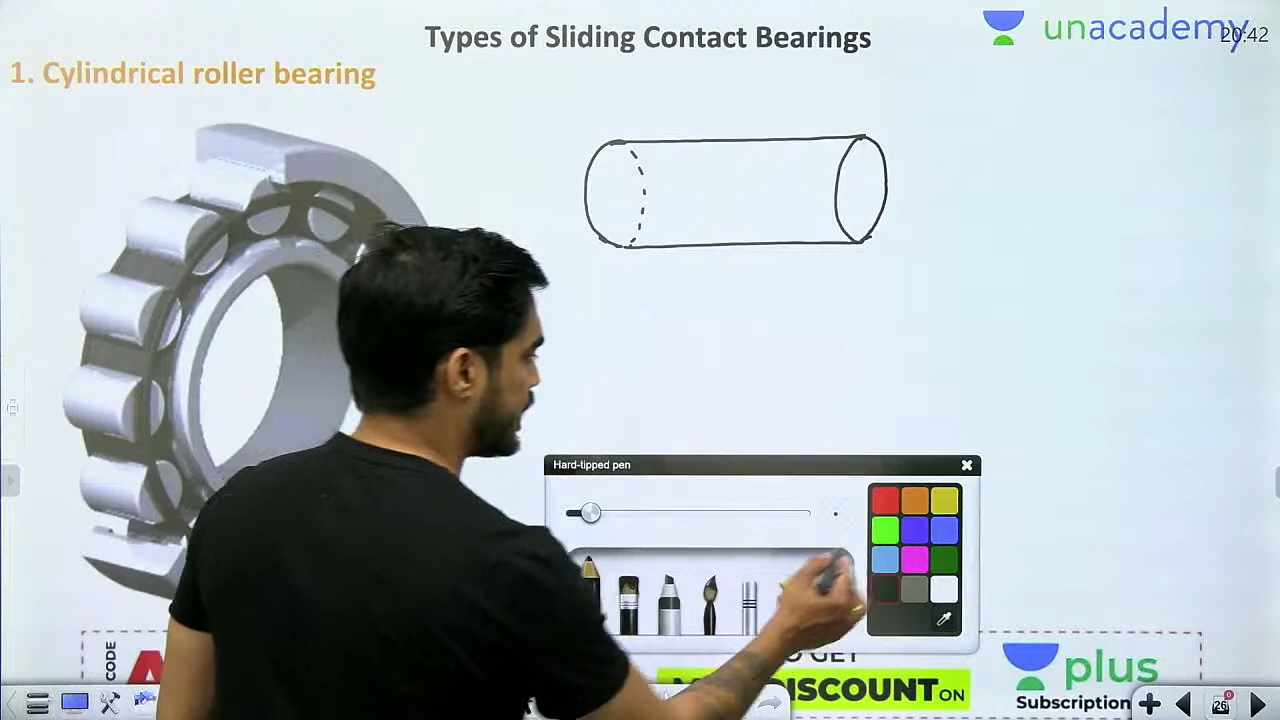 Types of Sliding Contact Bearings
unacademy
20:42
1. Cylindrical roller bearing
Hard-tipped pen
CODE
A
GET
DISCOUNT ON
plus
Subscription
26